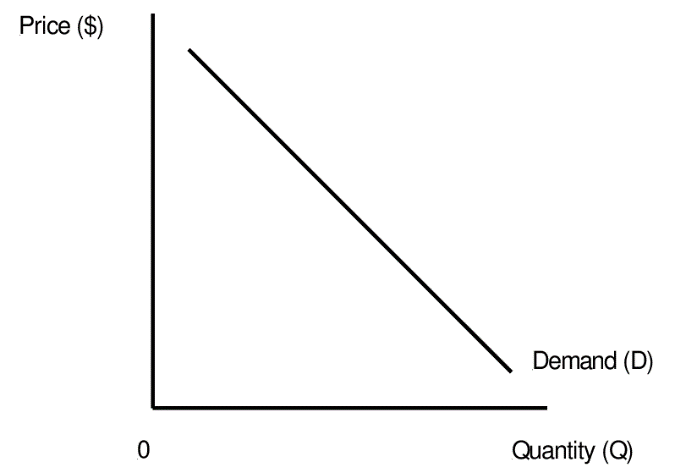 Price ($)
Demand (D)
0
Quantity (Q)